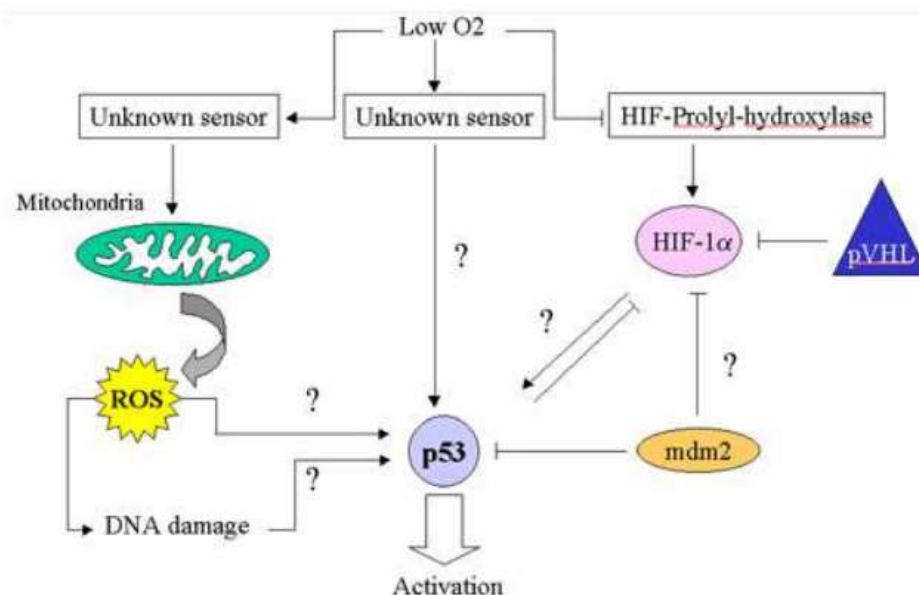 Low O2
Unknown sensor
Unknown sensor
HIF-Prolyl-hydroxylase
Mitochondria
HIF-1α
pVHL
?
?
?
ROS
?
p53
mdm2
?
DNA damage
Activation